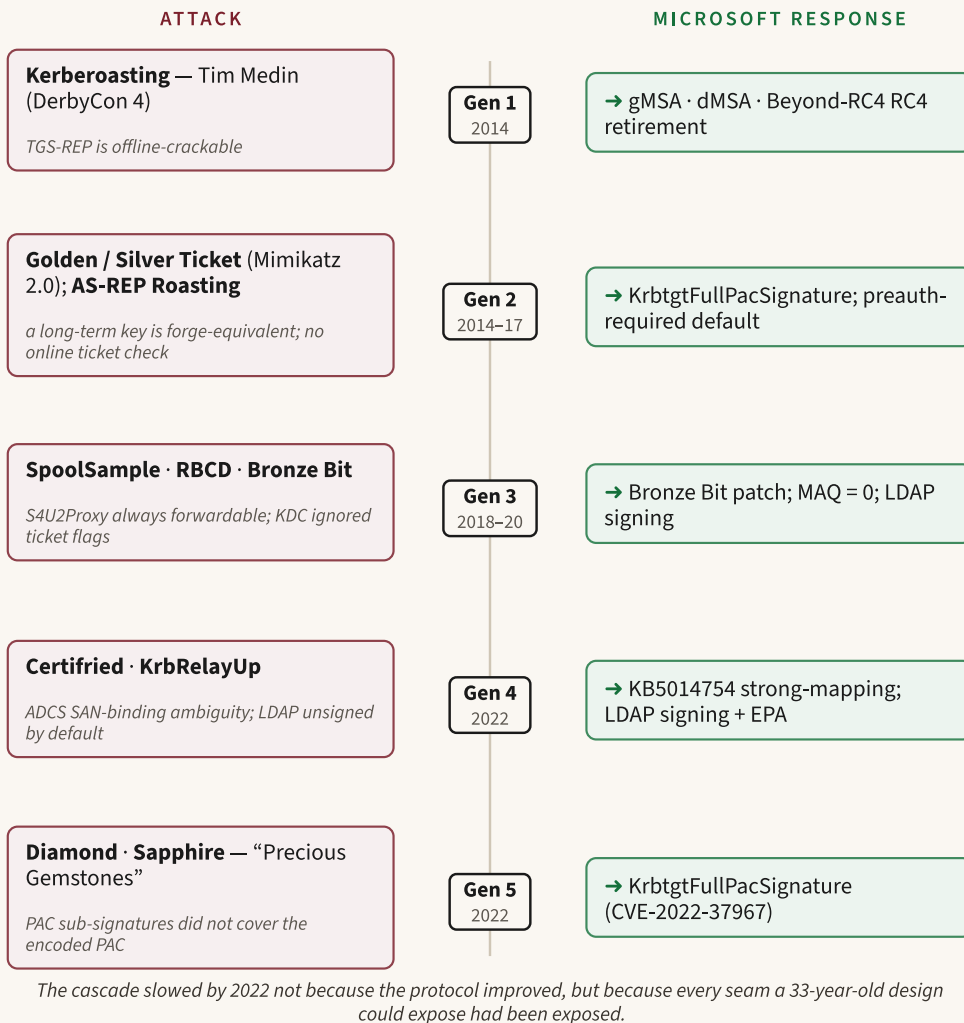 ATTACK
MICROSOFT RESPONSE
Kerberoasting — Tim Medin
(DerbyCon 4)
TGS-REP is offline-crackable
Gen 1
2014
➜ gMSA · dMSA · Beyond-RC4 RC4
retirement
Golden / Silver Ticket (Mimikatz
2.0); AS-REP Roasting
a long-term key is forge-equivalent; no
online ticket check
Gen 2
2014–17
➜ KrbtgtFullPacSignature; preauth-
required default
SpoolSample · RBCD · Bronze Bit
S4U2Proxy always forwardable; KDC ignored
ticket flags
Gen 3
2018–20
➜ Bronze Bit patch; MAQ = 0; LDAP
signing
Certifried · KrbRelayUp
ADCS SAN-binding ambiguity; LDAP unsigned
by default
Gen 4
2022
➜ KB5014754 strong-mapping;
LDAP signing + EPA
Diamond · Sapphire — “Precious
Gemstones”
PAC sub-signatures did not cover the
encoded PAC
Gen 5
2022
➜ KrbtgtFullPacSignature
(CVE-2022-37967)
The cascade slowed by 2022 not because the protocol improved, but because every seam a 33-year-old design
could expose had been exposed.